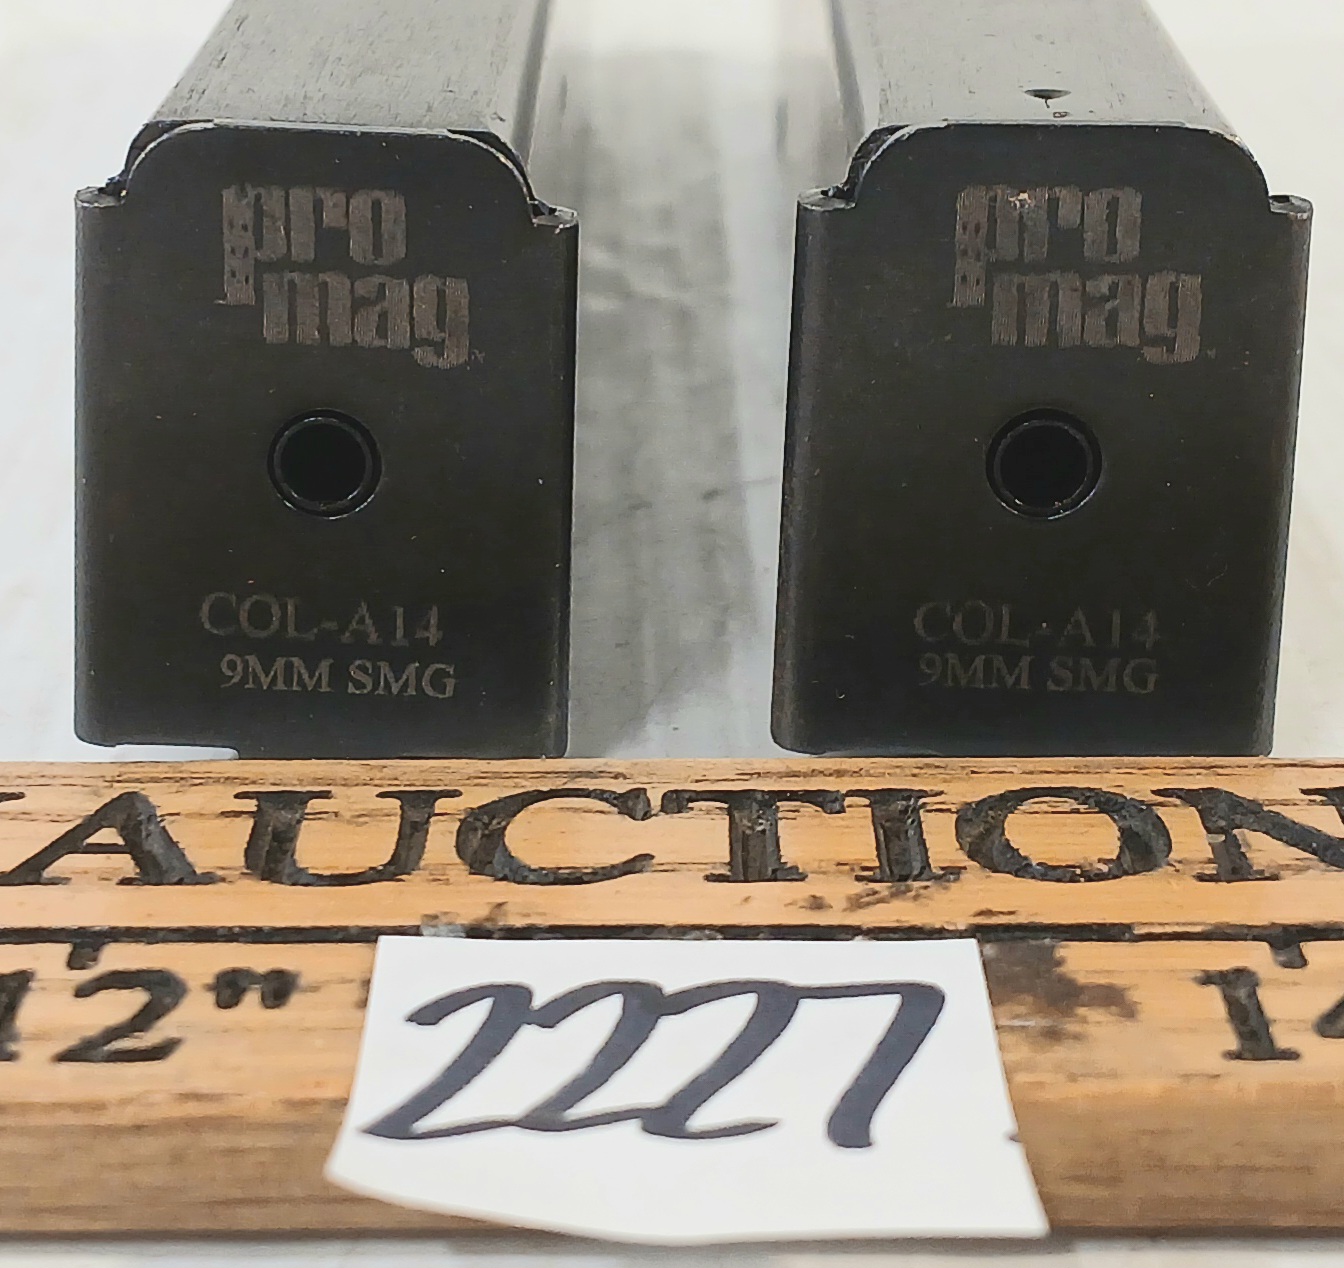 pro
mag
COL-A14
9MM SMG
pro
mag
COL-A14
9MM SMG
AUCTION
12"
2227